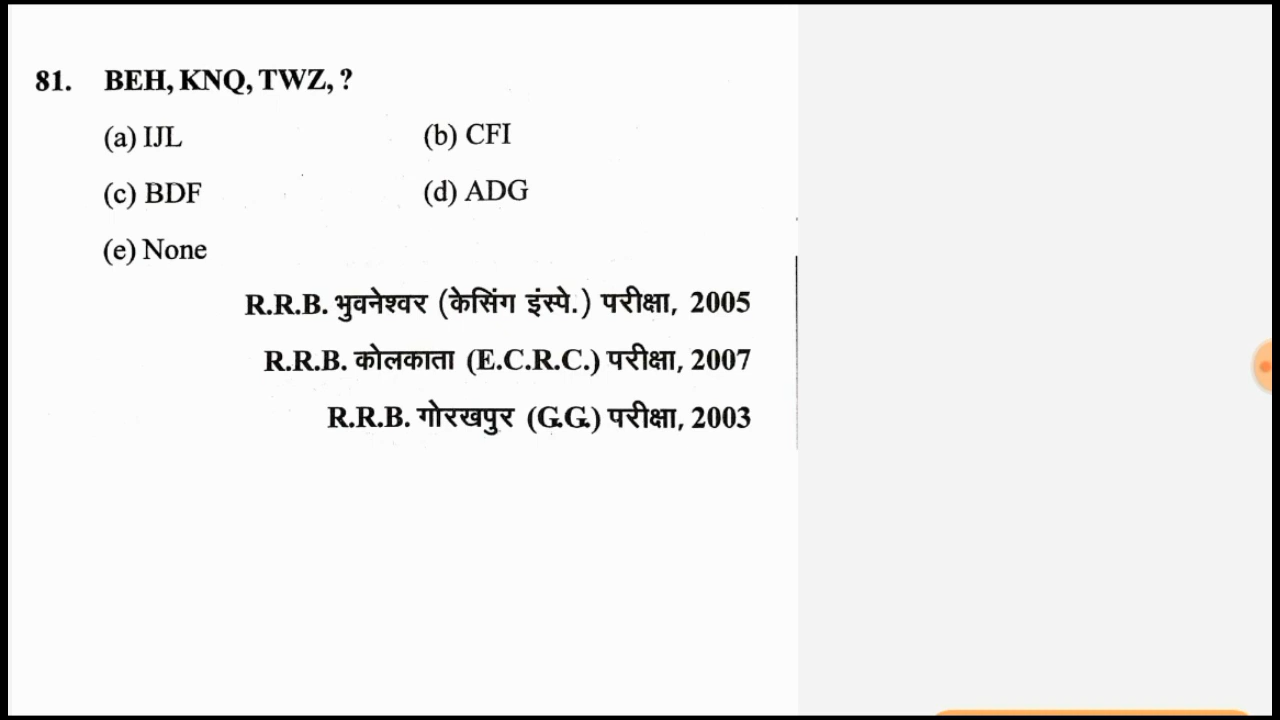 81. BEH, KNQ, TWZ, ?
(a) IJL (b) CFI
(c) BDF (d) ADG
(e) None
R.R.B. भुवनेश्वर (केसिंग इंस्पे.) परीक्षा, 2005
R.R.B. कोलकाता (E.C.R.C.) परीक्षा, 2007
R.R.B. गोरखपुर (G.G.) परीक्षा, 2003